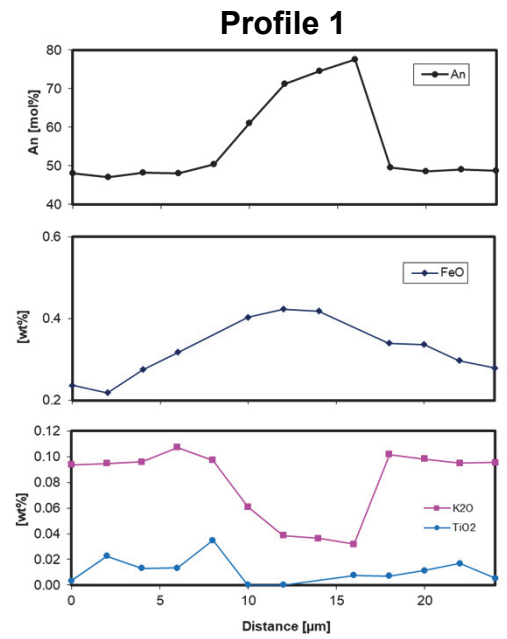 Profile 1
80
70
60
50
40
An [mol%]
An
0.6
0.4
0.2
[wt%]
FeO
0.12
0.10
0.08
0.06
0.04
0.02
0.00
[wt%]
K2O
TiO2
0 5 10 15 20
Distance [µm]